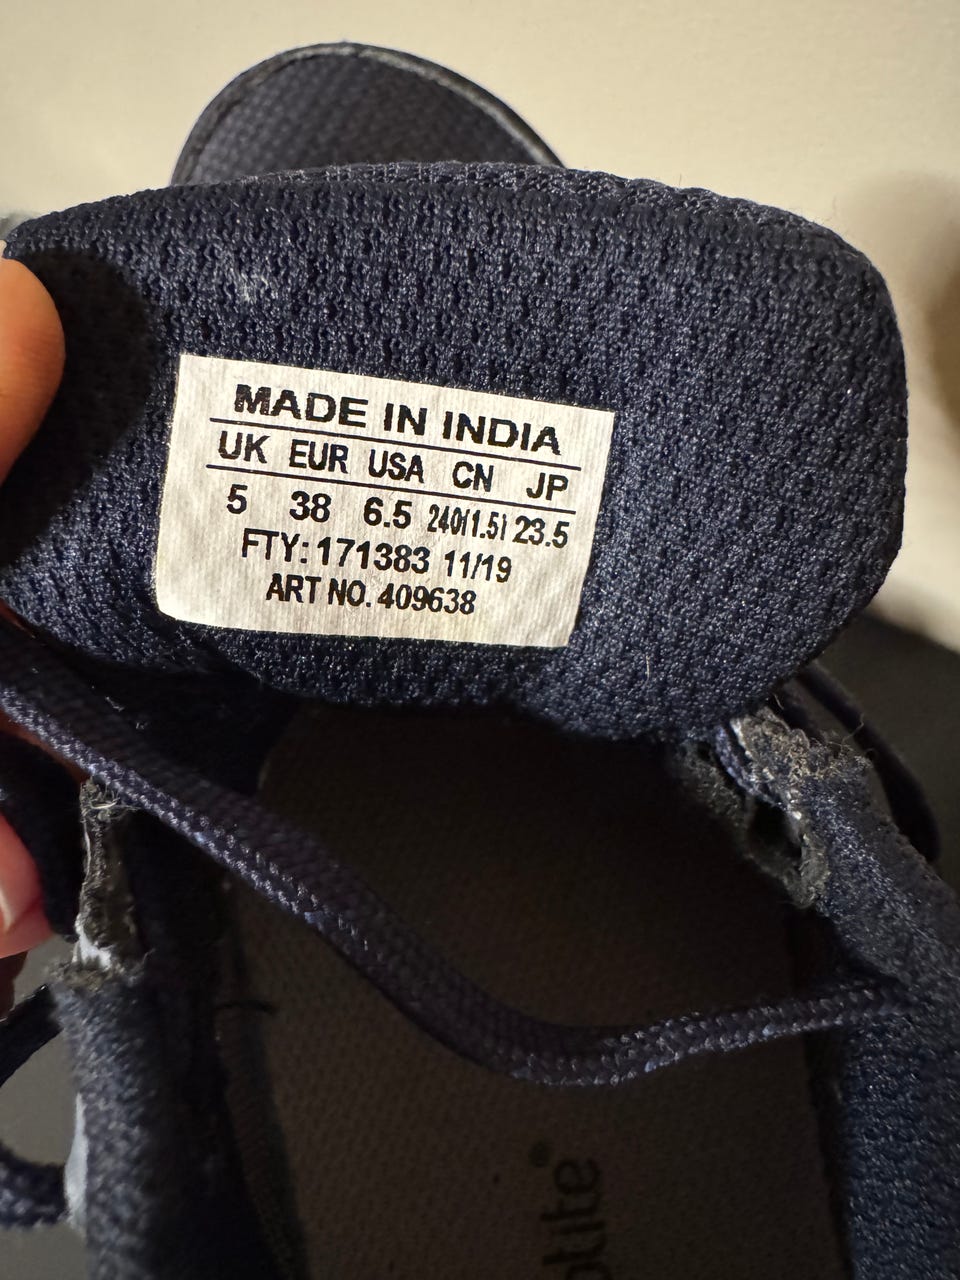 MADE IN INDIA
UK EUR USA CN JP
5 38 6.5 240(1.5) 23.5
FTY: 171383 11/19
ART NO. 409638